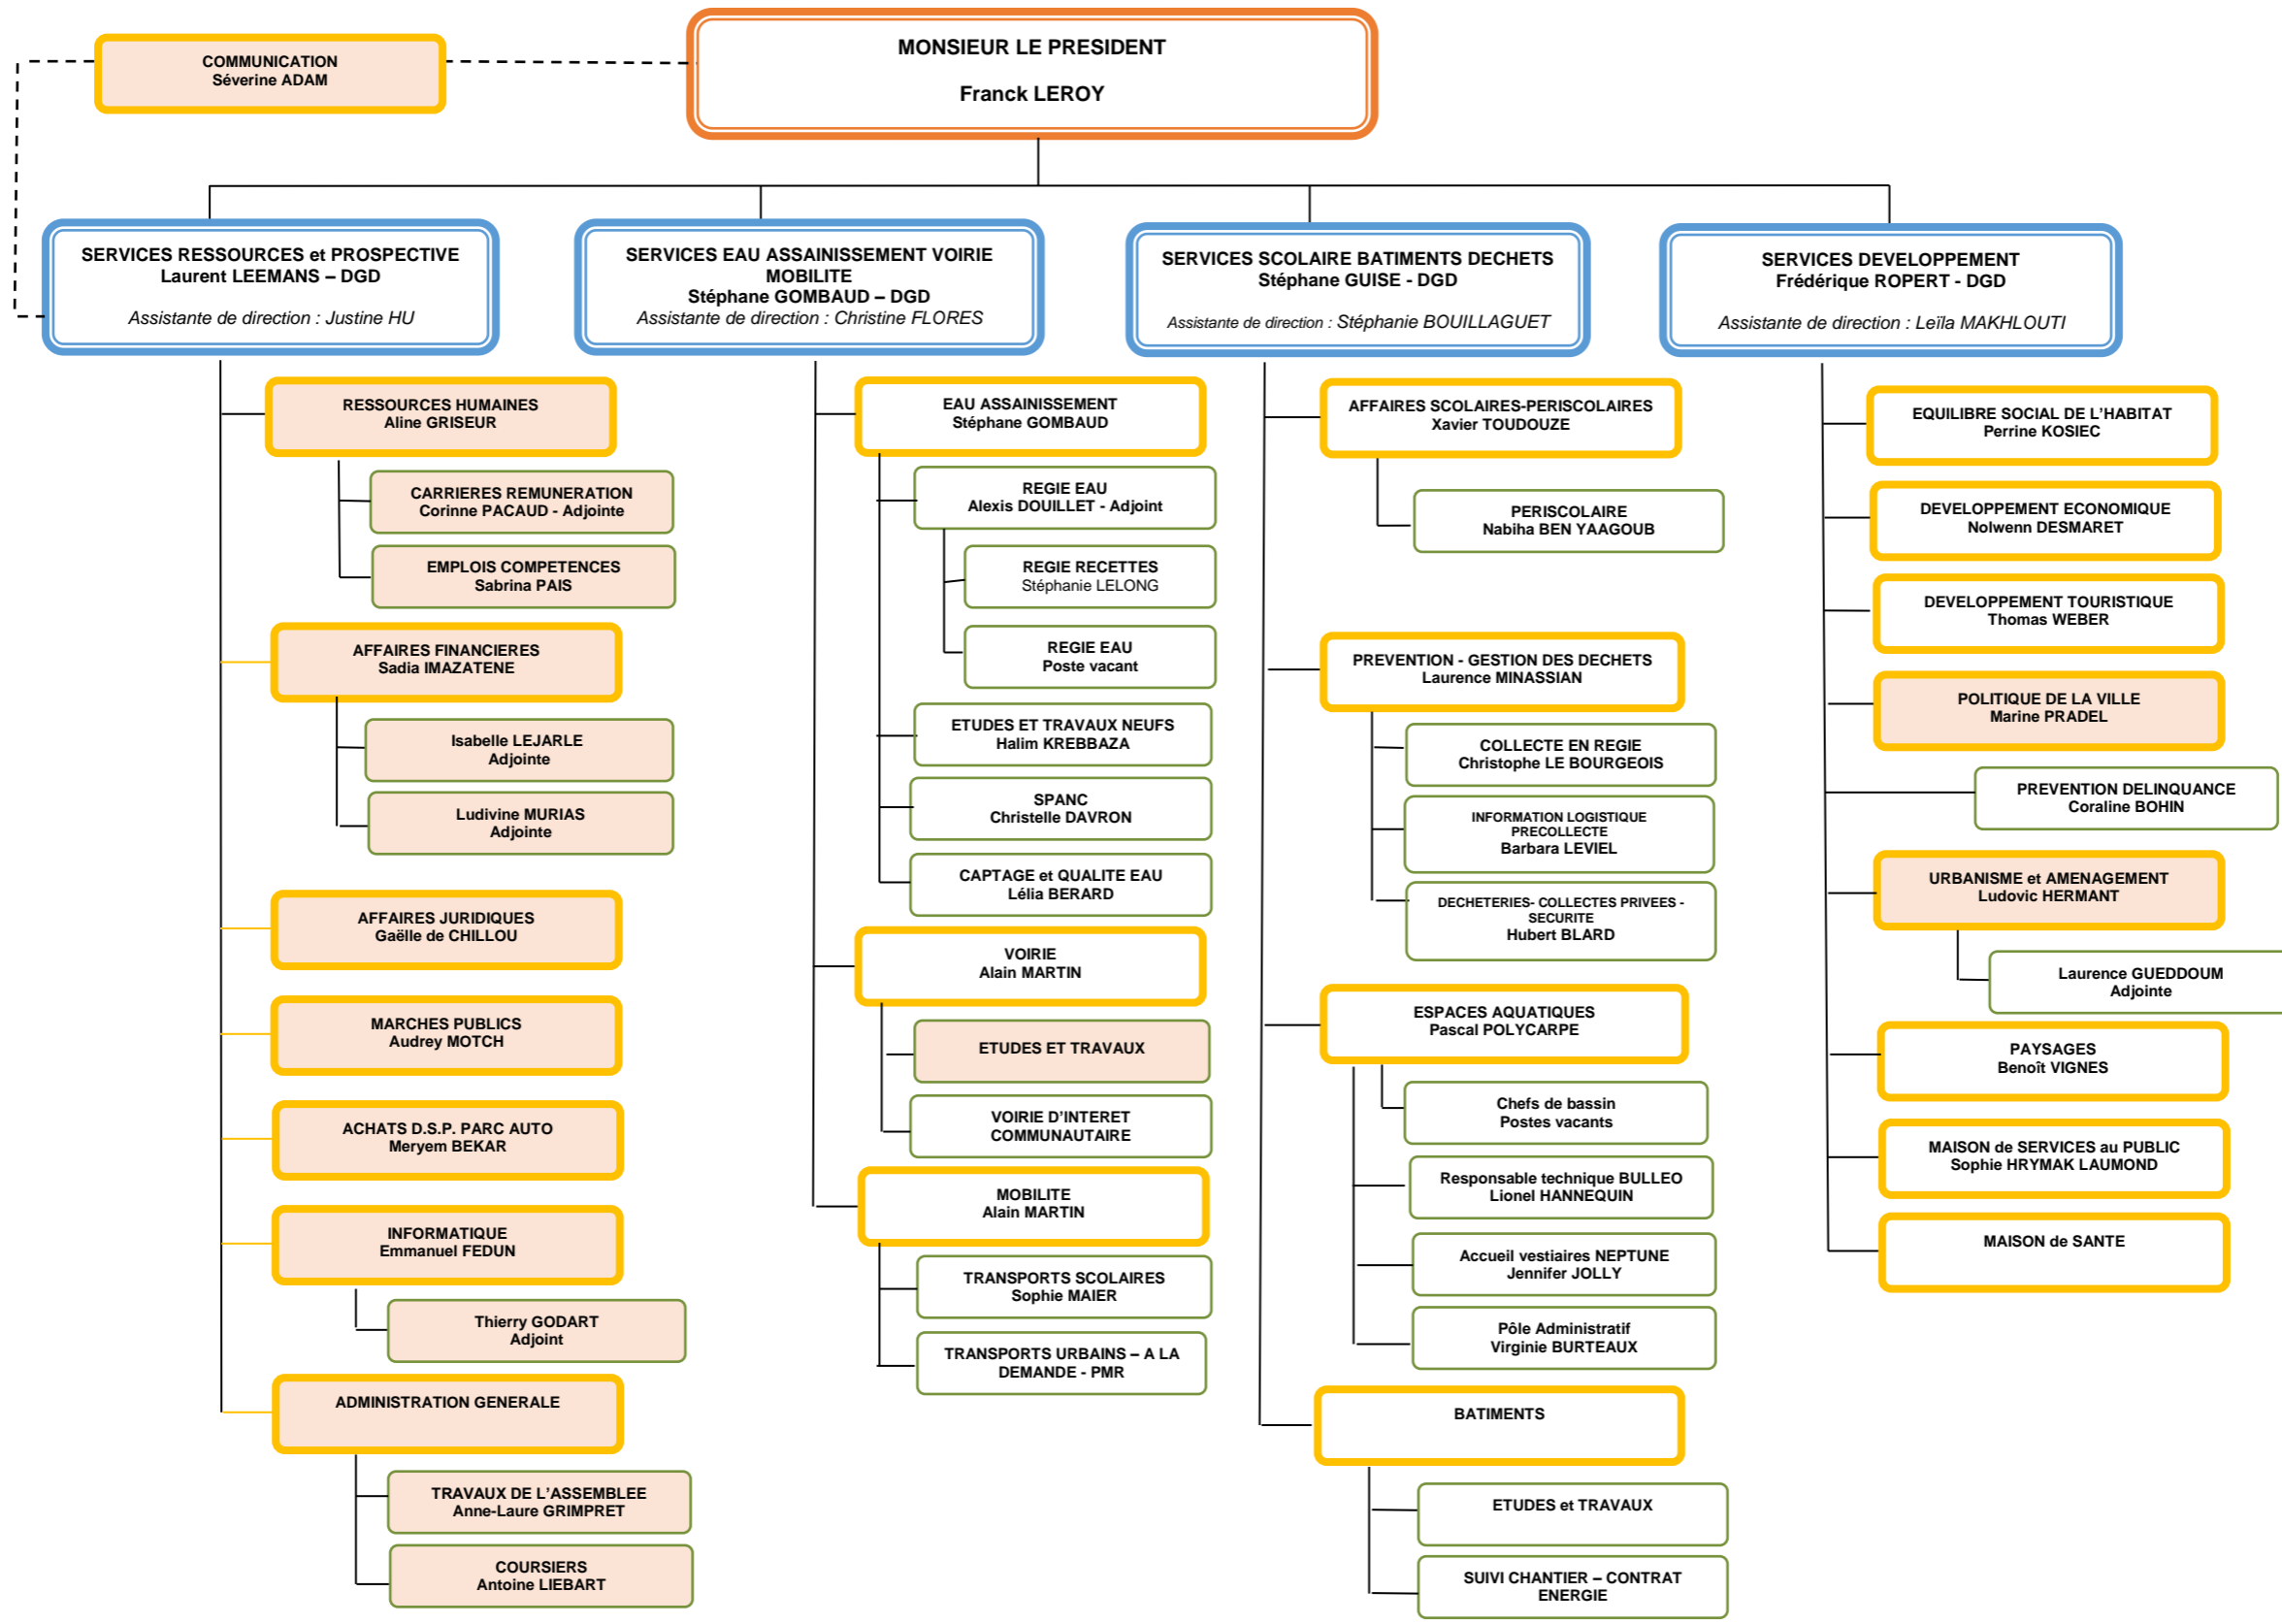 COMMUNICATION
Séverine ADAM
MONSIEUR LE PRESIDENT
Franck LEROY
SERVICES RESSOURCES et PROSPECTIVE
Laurent LEEMANS – DGD
Assistante de direction : Justine HU
SERVICES EAU ASSAINISSEMENT VOIRIE
MOBILITE
Stéphane GOMBAUD – DGD
Assistante de direction : Christine FLORES
SERVICES SCOLAIRE BATIMENTS DECHETS
Stéphane GUISE - DGD
Assistante de direction : Stéphanie BOUILLAGUET
SERVICES DEVELOPPEMENT
Frédérique ROPERT - DGD
Assistante de direction : Leïla MAKHLOUTI
RESSOURCES HUMAINES
Aline GRISEUR
CARRIERES REMUNERATION
Corinne PACAUD - Adjointe
EMPLOIS COMPETENCES
Sabrina PAIS
AFFAIRES FINANCIERES
Sadia IMAZATENE
Isabelle LEJARLE
Adjointe
Ludivine MURIAS
Adjointe
AFFAIRES JURIDIQUES
Gaëlle de CHILLOU
MARCHES PUBLICS
Audrey MOTCH
ACHATS D.S.P. PARC AUTO
Meryem BEKAR
INFORMATIQUE
Emmanuel FEDUN
Thierry GODART
Adjoint
ADMINISTRATION GENERALE
TRAVAUX DE L'ASSEMBLEE
Anne-Laure GRIMPRET
COURSIERS
Antoine LIEBART
EAU ASSAINISSEMENT
Stéphane GOMBAUD
REGIE EAU
Alexis DOUILLET - Adjoint
REGIE RECETTES
Stéphanie LELONG
REGIE EAU
Poste vacant
ETUDES ET TRAVAUX NEUFS
Halim KREBBAZA
SPANC
Christelle DAVRON
CAPTAGE et QUALITE EAU
Lélia BERARD
VOIRIE
Alain MARTIN
ETUDES ET TRAVAUX
VOIRIE D'INTERET
COMMUNAUTAIRE
MOBILITE
Alain MARTIN
TRANSPORTS SCOLAIRES
Sophie MAIER
TRANSPORTS URBAINS – A LA
DEMANDE - PMR
AFFAIRES SCOLAIRES-PERISCOLAIRES
Xavier TOUDOUZE
PERISCOLAIRE
Nabiha BEN YAAGOUB
PREVENTION - GESTION DES DECHETS
Laurence MINASSIAN
COLLECTE EN REGIE
Christophe LE BOURGEOIS
INFORMATION LOGISTIQUE
PRECOLLECTE
Barbara LEVIEL
DECHETERIES- COLLECTES PRIVEES -
SECURITE
Hubert BLARD
ESPACES AQUATIQUES
Pascal POLYCARPE
Chefs de bassin
Postes vacants
Responsable technique BULLEO
Lionel HANNEQUIN
Accueil vestiaires NEPTUNE
Jennifer JOLLY
Pôle Administratif
Virginie BURTEAUX
BATIMENTS
ETUDES et TRAVAUX
SUIVI CHANTIER – CONTRAT
ENERGIE
EQUILIBRE SOCIAL DE L'HABITAT
Perrine KOSIEC
DEVELOPPEMENT ECONOMIQUE
Nolwenn DESMARET
DEVELOPPEMENT TOURISTIQUE
Thomas WEBER
POLITIQUE DE LA VILLE
Marine PRADEL
PREVENTION DELINQUANCE
Coraline BOHIN
URBANISME et AMENAGEMENT
Ludovic HERMANT
Laurence GUEDDOUM
Adjointe
PAYSAGES
Benoît VIGNES
MAISON de SERVICES au PUBLIC
Sophie HRYMAK LAUMOND
MAISON de SANTE